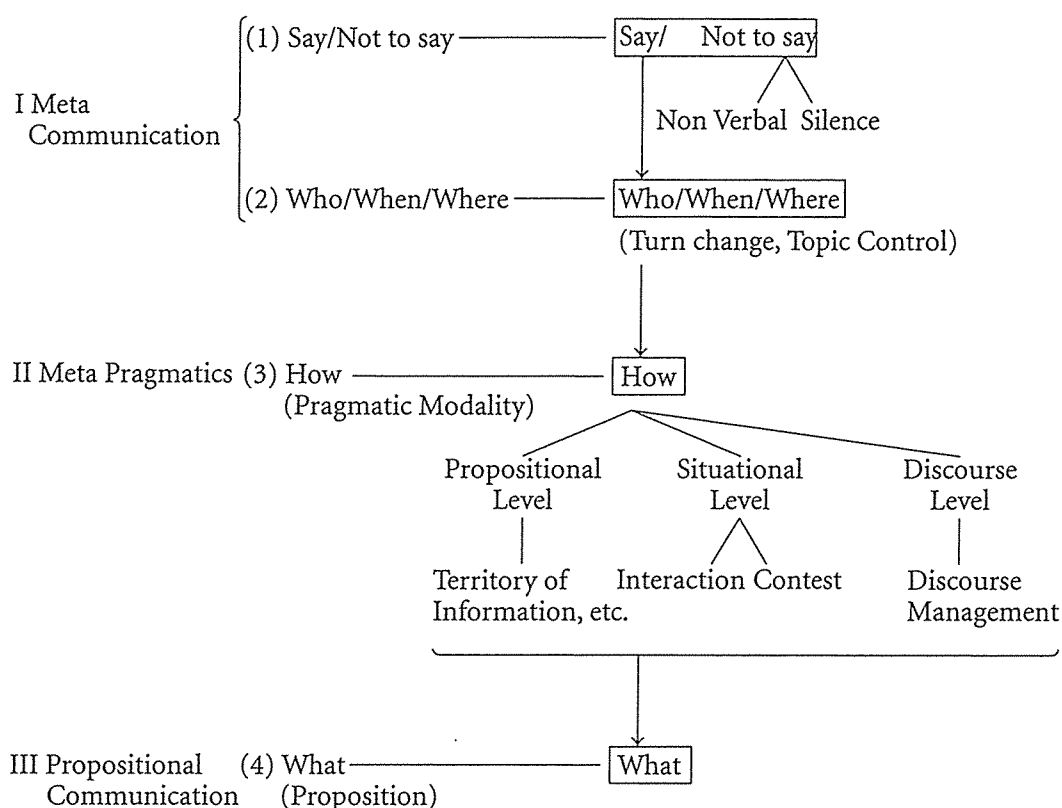 (1) Say/Not to say Say/ Not to say
I Meta
Communication
Non Verbal Silence
(2) Who/When/Where Who/When/Where
(Turn change, Topic Control)
II Meta Pragmatics (3) How How
(Pragmatic Modality)
Propositional Situational Discourse
Level Level Level
Territory of Interaction Contest Discourse
Information, etc. Management
III Propositional (4) What What
Communication (Proposition)